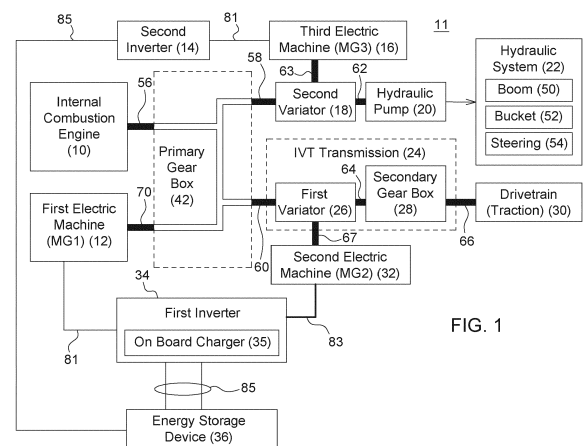 85
Second Inverter (14)
81
Third Electric Machine (MG3) (16)
11
Hydraulic System (22)
Boom (50)
Bucket (52)
Steering (54)
Internal Combustion Engine (10)
56
Primary Gear Box (42)
58
63
Second Variator (18)
62
Hydraulic Pump (20)
IVT Transmission (24)
First Electric Machine (MG1) (12)
70
60
First Variator (26)
64
Secondary Gear Box (28)
66
Drivetrain (Traction) (30)
67
Second Electric Machine (MG2) (32)
34
First Inverter
On Board Charger (35)
81
83
FIG. 1
85
Energy Storage Device (36)